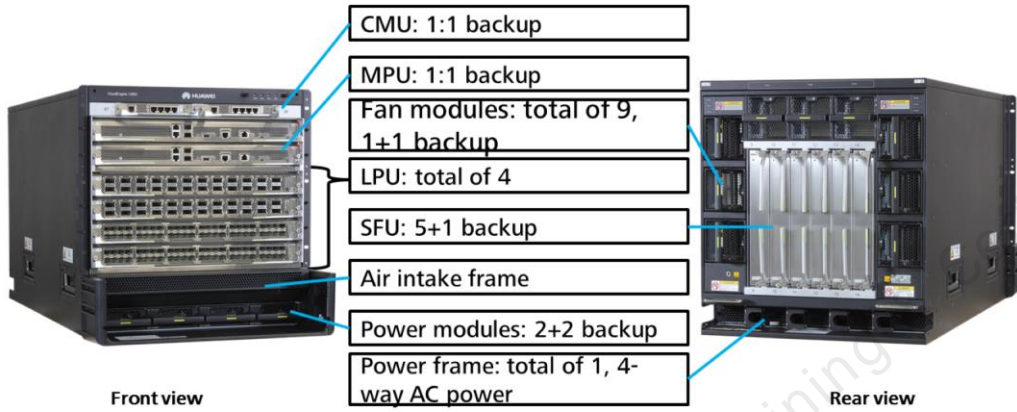 CMU: 1:1 backup
MPU: 1:1 backup
Fan modules: total of 9,
1+1 backup
LPU: total of 4
SFU: 5+1 backup
Air intake frame
Power modules: 2+2 backup
Power frame: total of 1, 4-
way AC power
HUAWEI
Front view
Rear view
ining